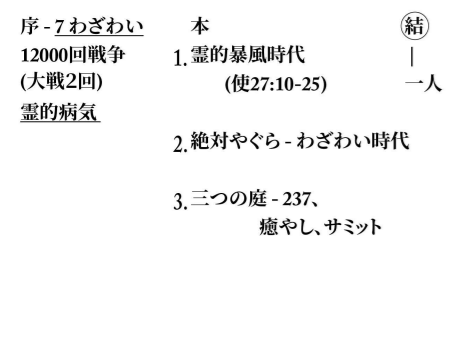 序 - 7 わざわい
12000回戦争
(大戦2回)
霊的病気
本
1. 霊的暴風時代
(使27:10-25)
2. 絶対やぐら - わざわい時代
3. 三つの庭 - 237、
癒やし、サミット
㊎結
一人